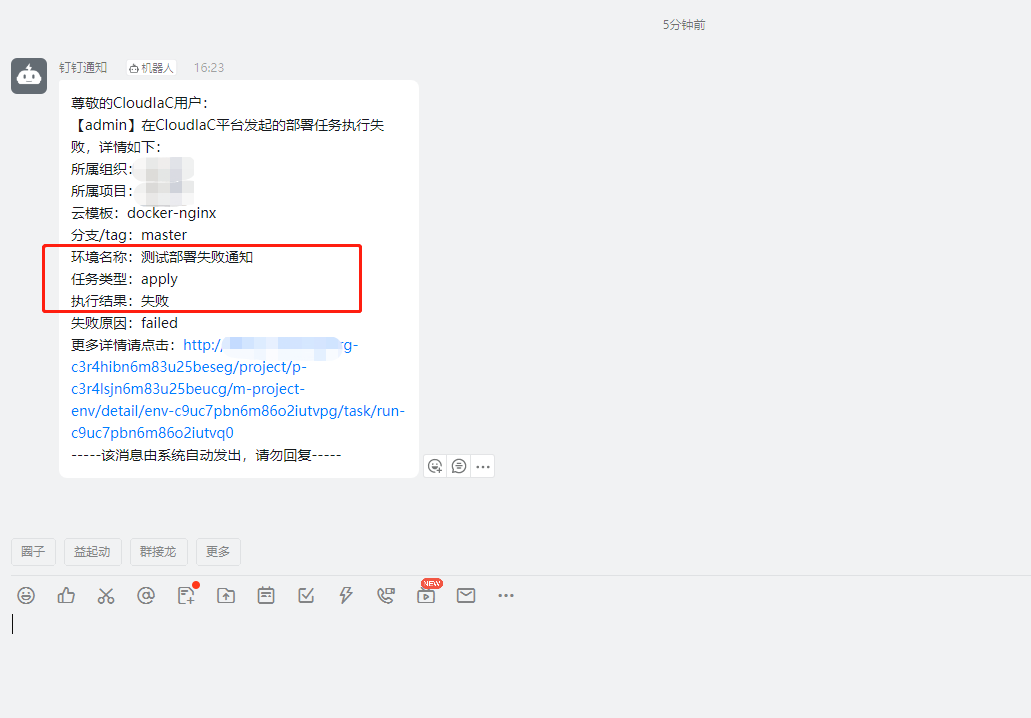 5分钟前
钉钉通知 机器人 16:23
尊敬的CloudIaC用户：
【admin】在CloudIaC平台发起的部署任务执行失
败，详情如下：
所属组织：
所属项目：
云模板：docker-nginx
分支/tag：master
环境名称：测试部署失败通知
任务类型：apply
执行结果：失败
失败原因：failed
更多详情请点击：http://rg-
c3r4hibn6m83u25beseg/project/p-
c3r4lsjn6m83u25beucg/m-project-
env/detail/env-c9uc7pbn6m86o2iutvpg/task/run-
c9uc7pbn6m86o2iutvq0
-----该消息由系统自动发出，请勿回复-----
圈子 益起动 群接龙 更多
NEW